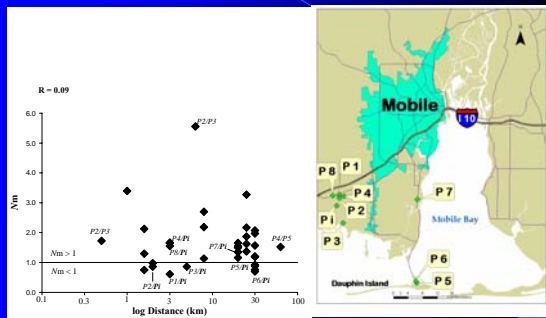 R = 0.09
6.0
5.0
4.0
3.0
2.0
1.0
0.0
Nm
P2/P3
P2/P3
P4/Pi
P8/Pi
P7/Pi
P4/P5
Nm > 1
Nm < 1
P2/Pi
P1/Pi
P3/Pi
P5/Pi
P6/Pi
0.1
1.0
10.0
100.0
log Distance (km)
Mobile
I 10
P 8
P 1
P 4
P i
P 2
P 3
P 7
Mobile Bay
P 6
P 5
Dauphin Island